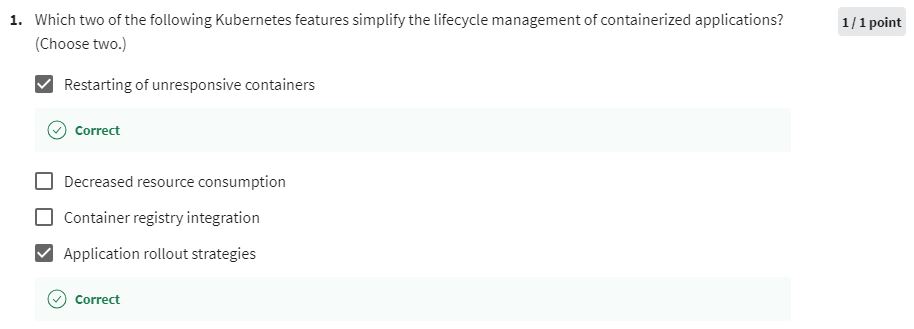 1. Which two of the following Kubernetes features simplify the lifecycle management of containerized applications?
1 / 1 point
(Choose two.)
Restarting of unresponsive containers
Correct
Decreased resource consumption
Container registry integration
Application rollout strategies
Correct